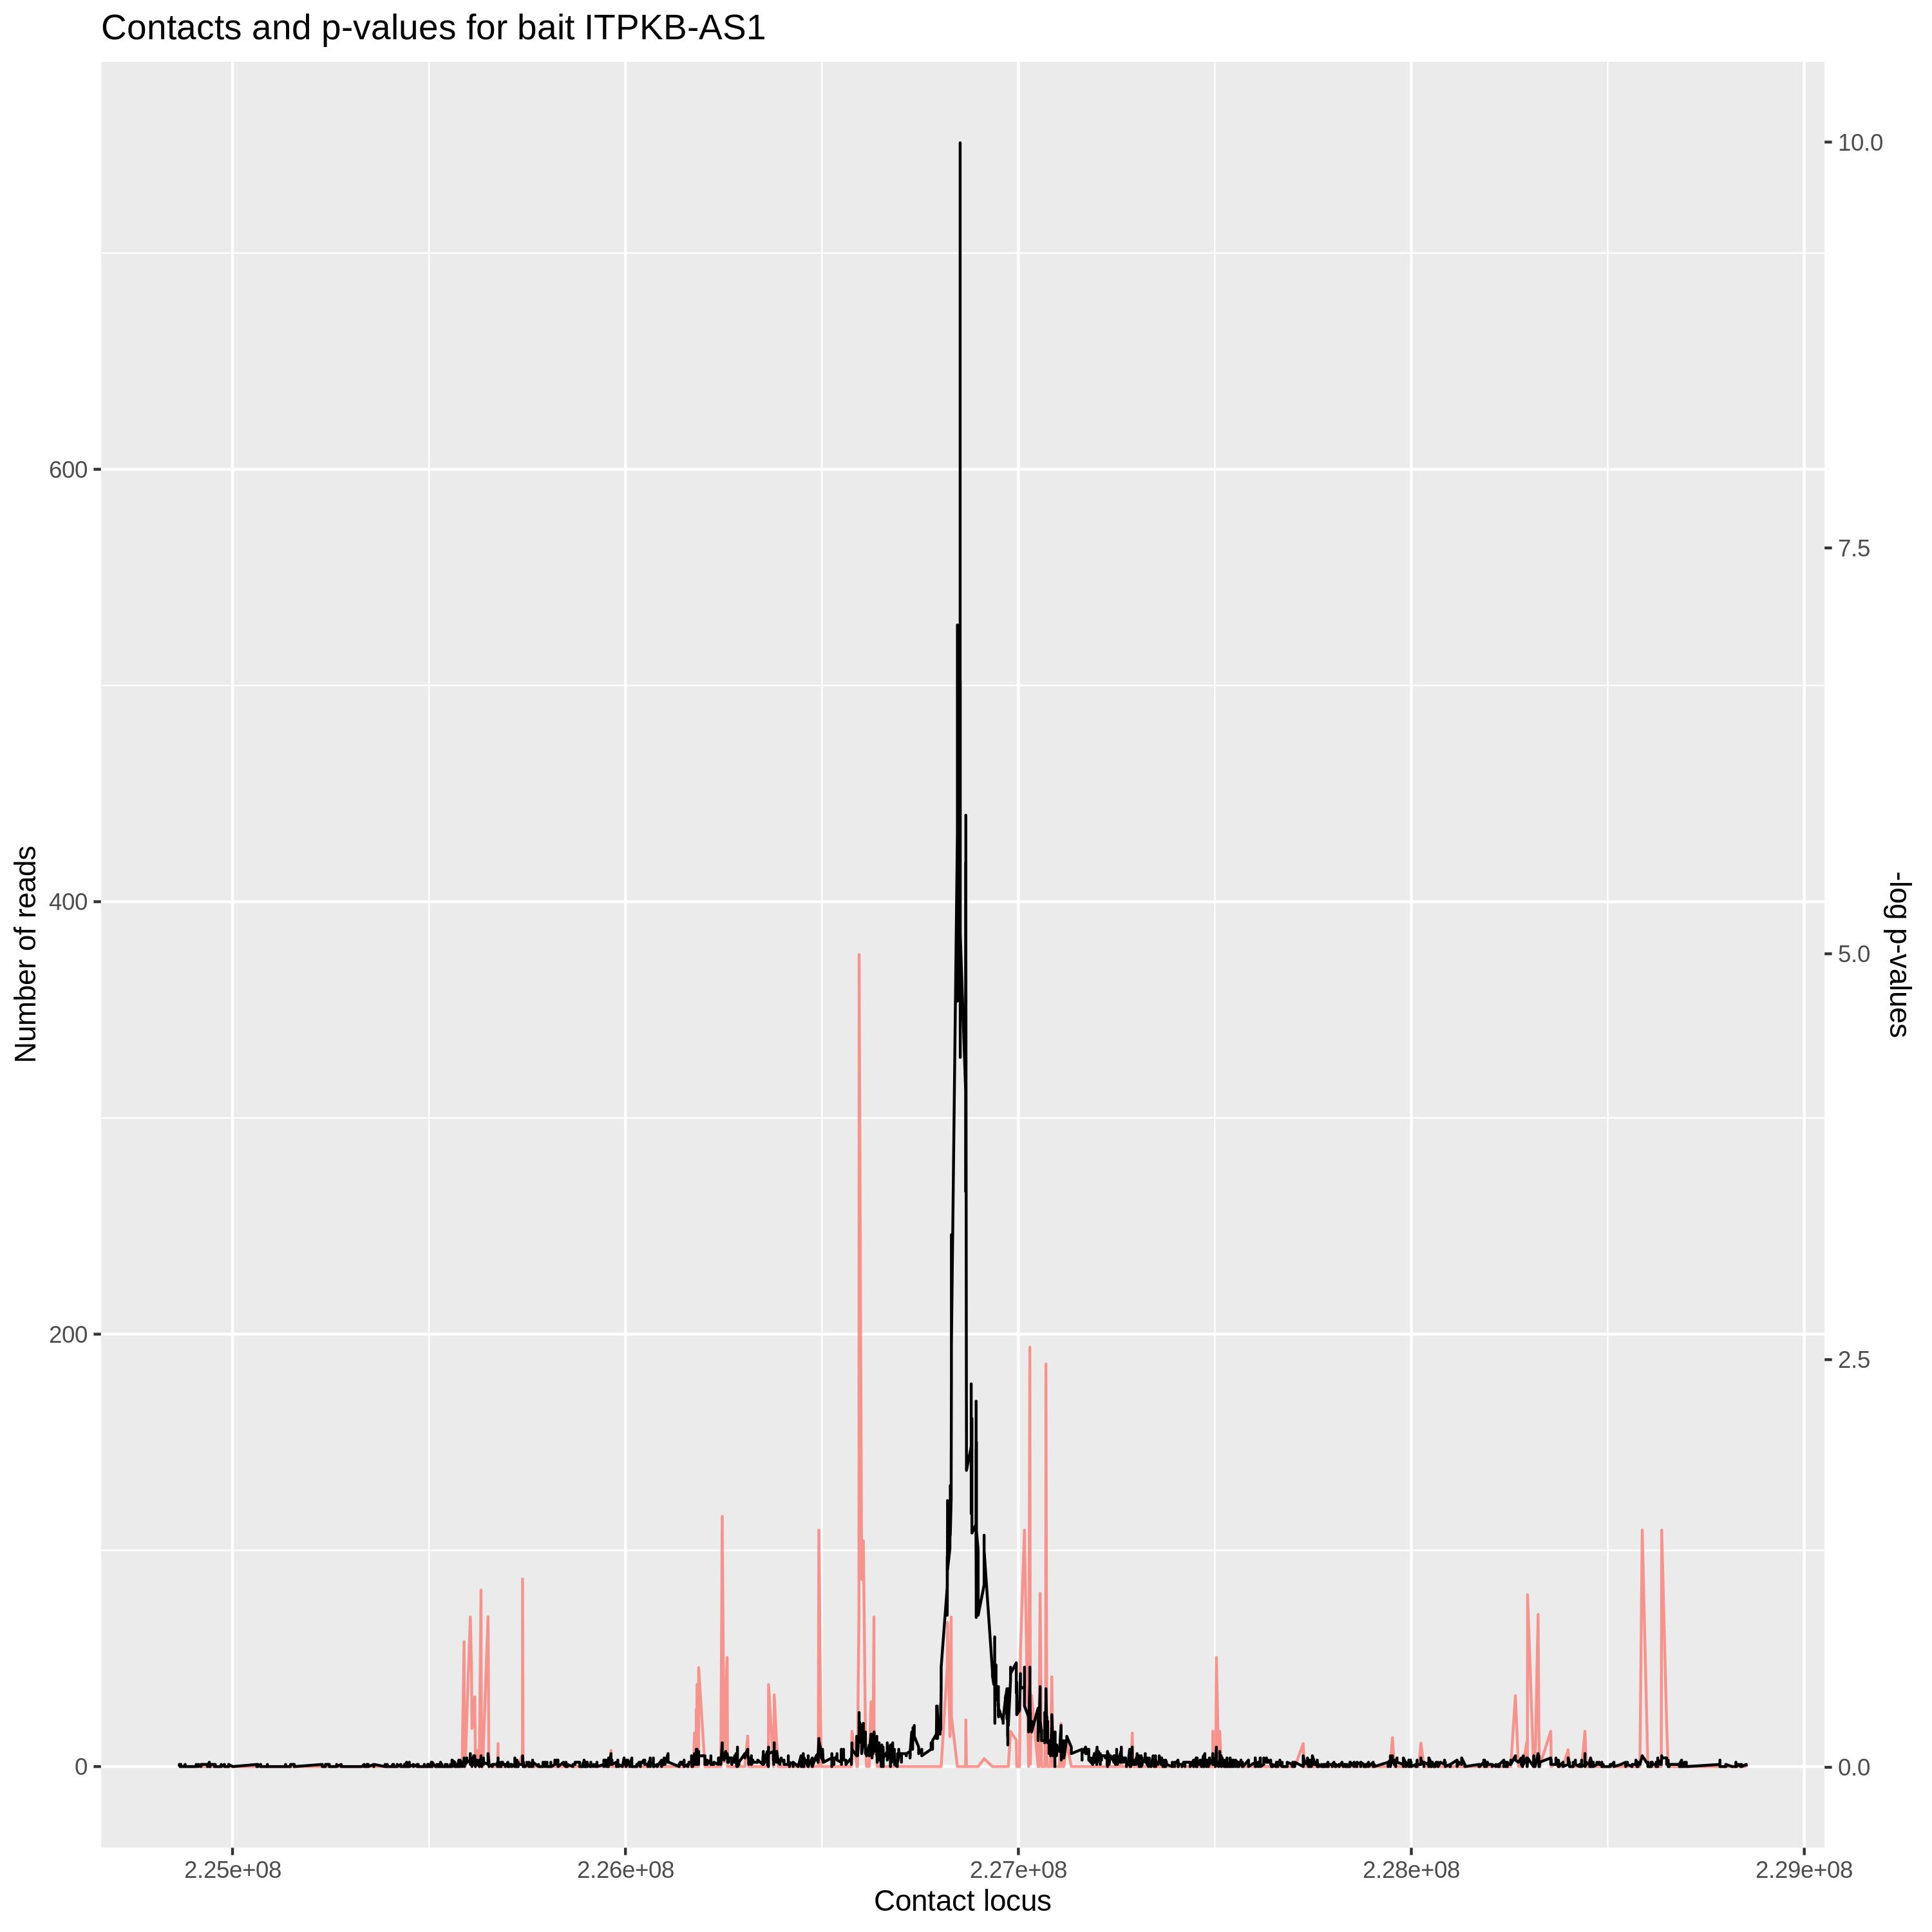 Contacts and p-values for bait ITPKB-AS1
10.0
600
7.5
Number of reads
400
5.0
-log p-values
200
2.5
0
0.0
2.25e+08
2.26e+08
2.27e+08
2.28e+08
2.29e+08
Contact locus